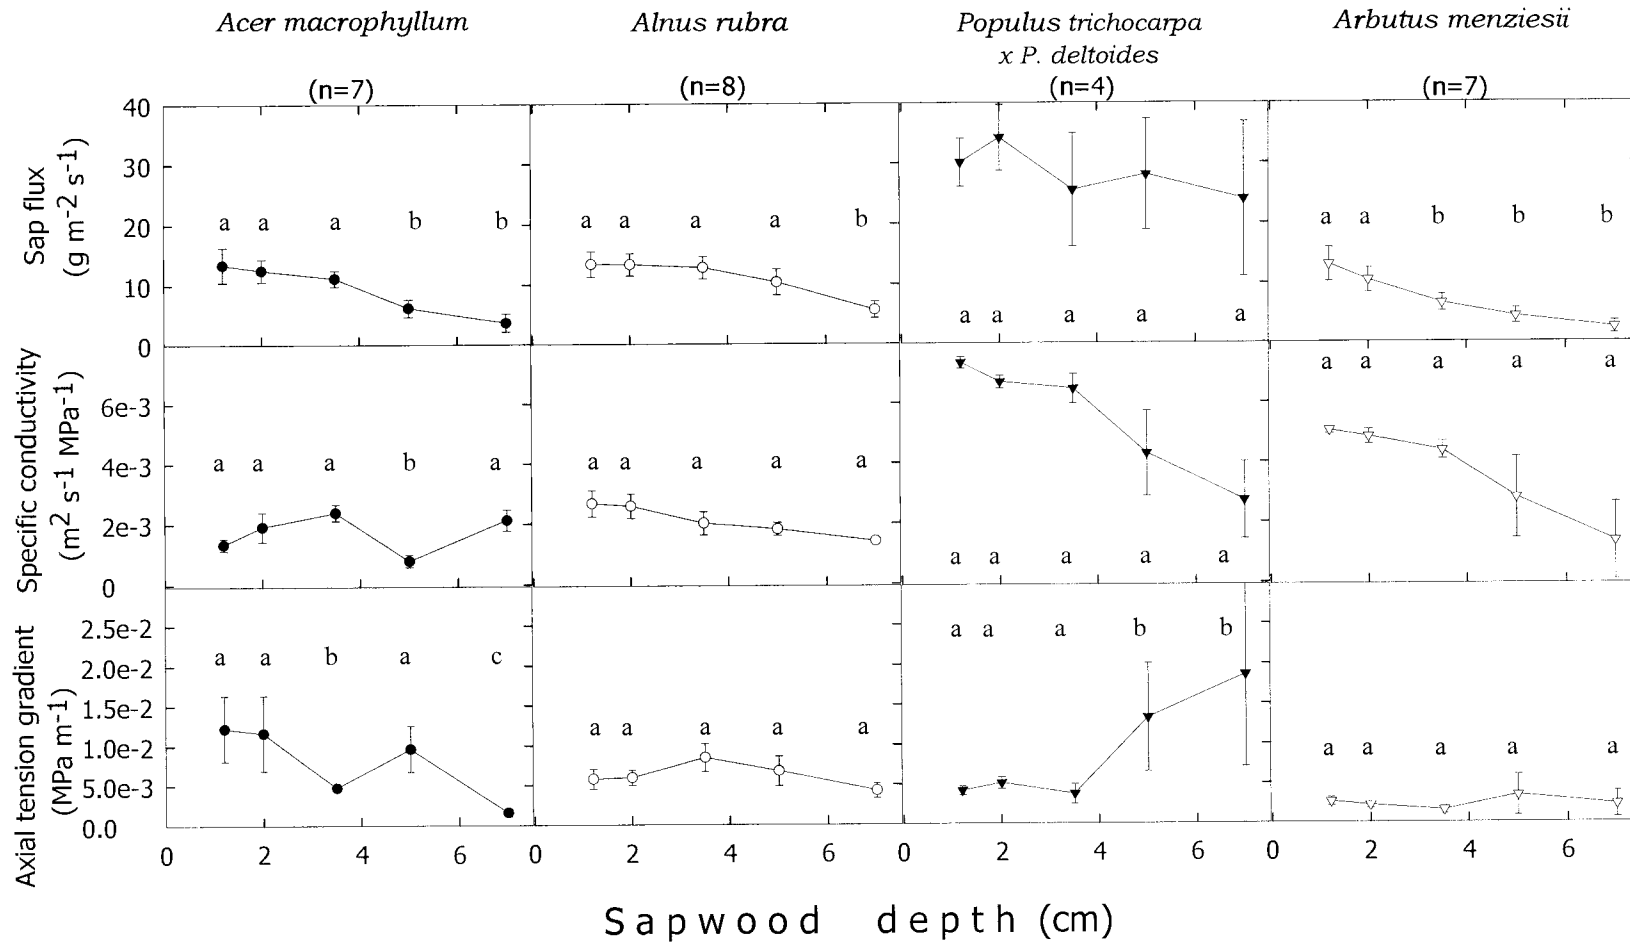 Acer macrophyllum
Alnus rubra
Populus trichocarpa
x P. deltoides
Arbutus menziesii
(n=7)
(n=8)
(n=4)
(n=7)
Sap flux
(g m-2 s-1)
40
30
20
10
0
a a a b b
a a a a b
a a a a a
a a b b b
Specific conductivity
(m2 s-1 MPa-1)
6e-3
4e-3
2e-3
0
a a a b a
a a a a a
a a a a a
a a a a a
Axial tension gradient
(MPa m-1)
2.5e-2
2.0e-2
1.5e-2
1.0e-2
5.0e-3
0.0
a a b a c
a a a a a
a a a b b
a a a a a
0 2 4 6
0 2 4 6
0 2 4 6
0 2 4 6
Sapwood depth (cm)